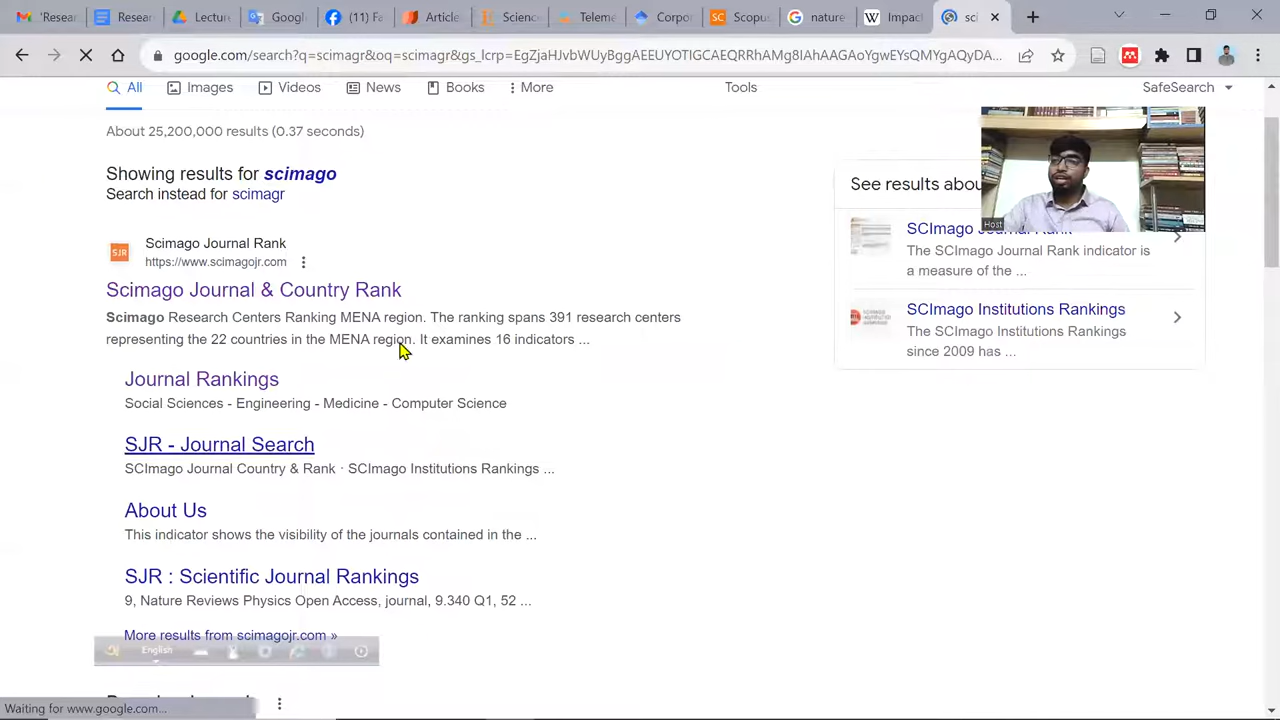 'Resear
Resear
Lectur
Google
(11) Fa
Article
Scienc
Teleme
Corpor
Scopus
nature
Impact
sci
google.com/search?q=scimagr&oq=scimagr&gs_lcrp=EgZjaHJvbWUyBggAEEUYOTIGCAEQRRhAMg8IAhAAGAoYgwEYsQMYgAQyDA...
All
Images
Videos
News
Books
More
Tools
SafeSearch
About 25,200,000 results (0.37 seconds)
Showing results for scimago
Search instead for scimagr
Scimago Journal Rank
https://www.scimagojr.com
Scimago Journal & Country Rank
Scimago Research Centers Ranking MENA region. The ranking spans 391 research centers
representing the 22 countries in the MENA region. It examines 16 indicators ...
Journal Rankings
Social Sciences - Engineering - Medicine - Computer Science
SJR - Journal Search
SCImago Journal Country & Rank · SCImago Institutions Rankings ...
About Us
This indicator shows the visibility of the journals contained in the ...
SJR : Scientific Journal Rankings
9, Nature Reviews Physics Open Access, journal, 9.340 Q1, 52 ...
More results from scimagojr.com »
English
See results abou
Host
SCImago Journal Rank
The SCImago Journal Rank indicator is
a measure of the ...
SCImago Institutions Rankings
The SCImago Institutions Rankings
since 2009 has ...
Waiting for www.google.com...